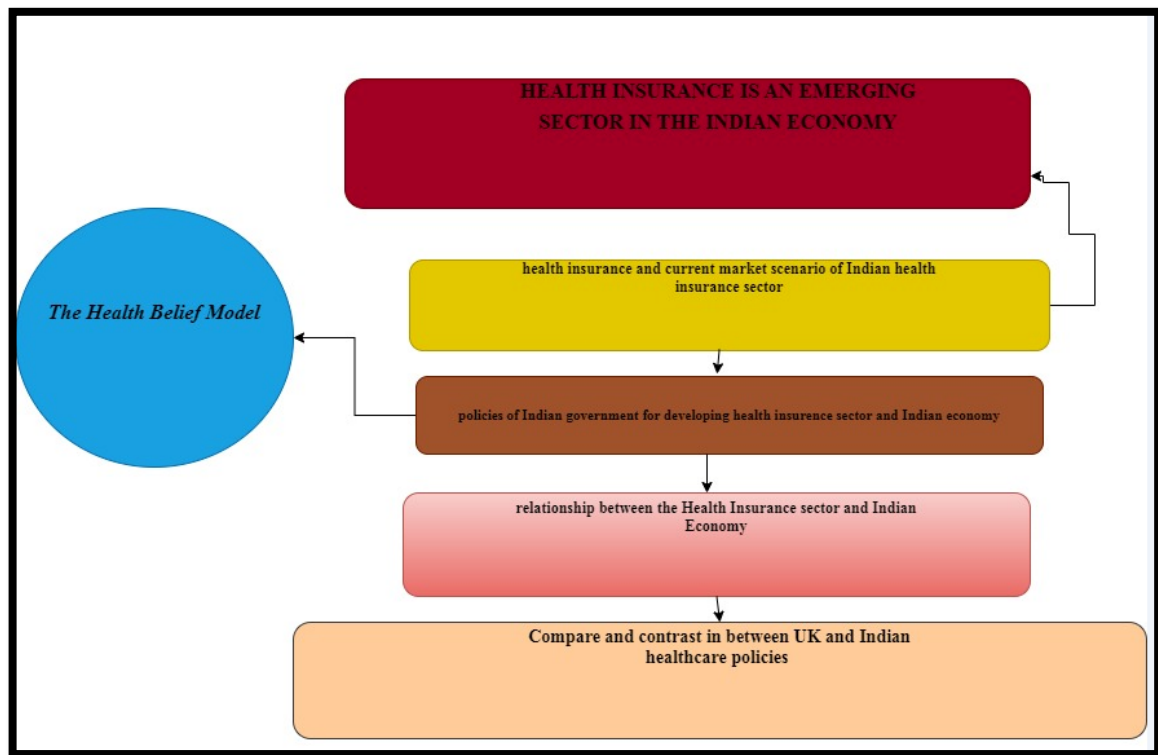 HEALTH INSURANCE IS AN EMERGING
SECTOR IN THE INDIAN ECONOMY
health insurance and current market scenario of Indian health
insurance sector
The Health Belief Model
policies of Indian government for developing health insurence sector and Indian economy
relationship between the Health Insurance sector and Indian
Economy
Compare and contrast in between UK and Indian
healthcare policies